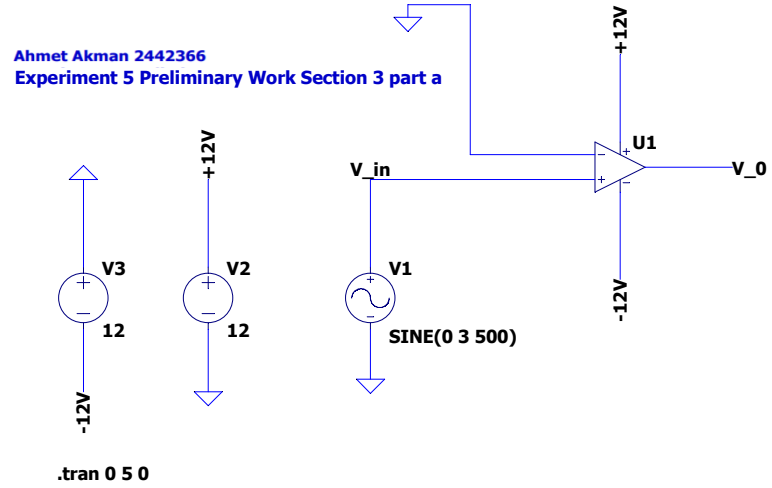 Ahmet Akman 2442366
Experiment 5 Preliminary Work Section 3 part a
+12V
U1
V_in
V_0
+12V
-12V
V3
12
V2
12
V1
SINE(0 3 500)
-12V
.tran 0 5 0